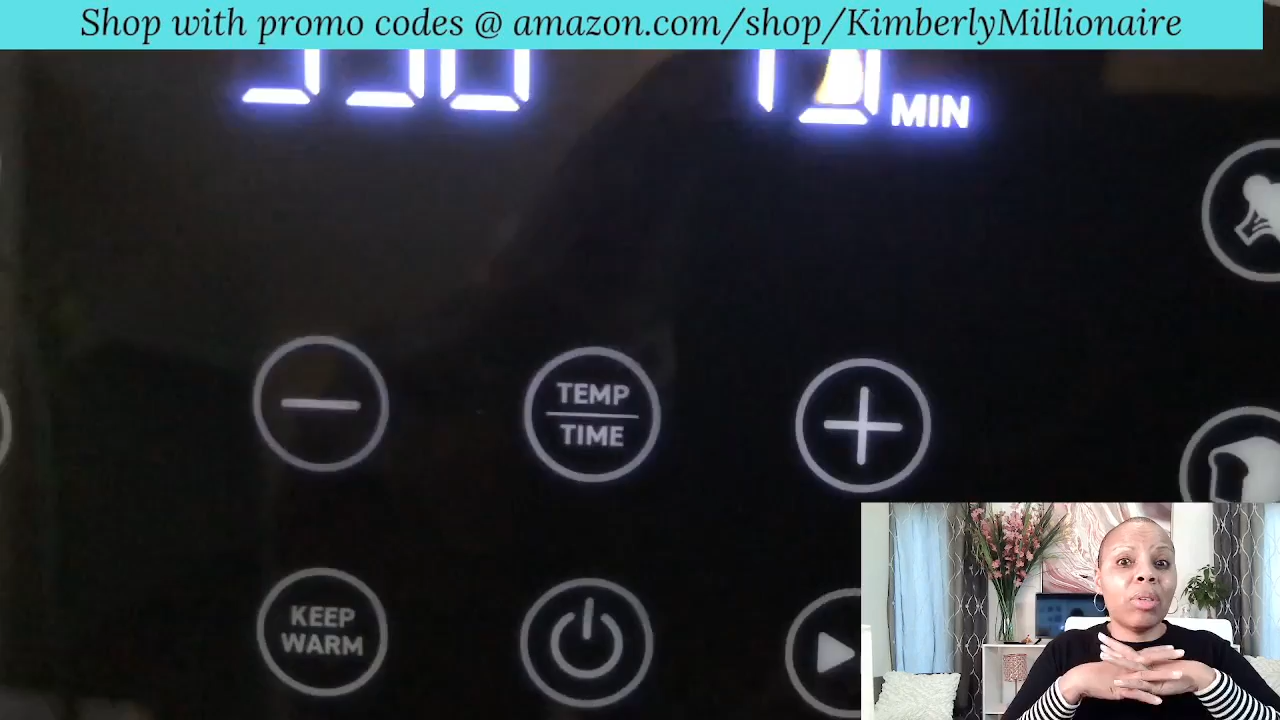 Shop with promo codes @ amazon.com/shop/KimberlyMillionaire
MIN
TEMP
TIME
KEEP
WARM